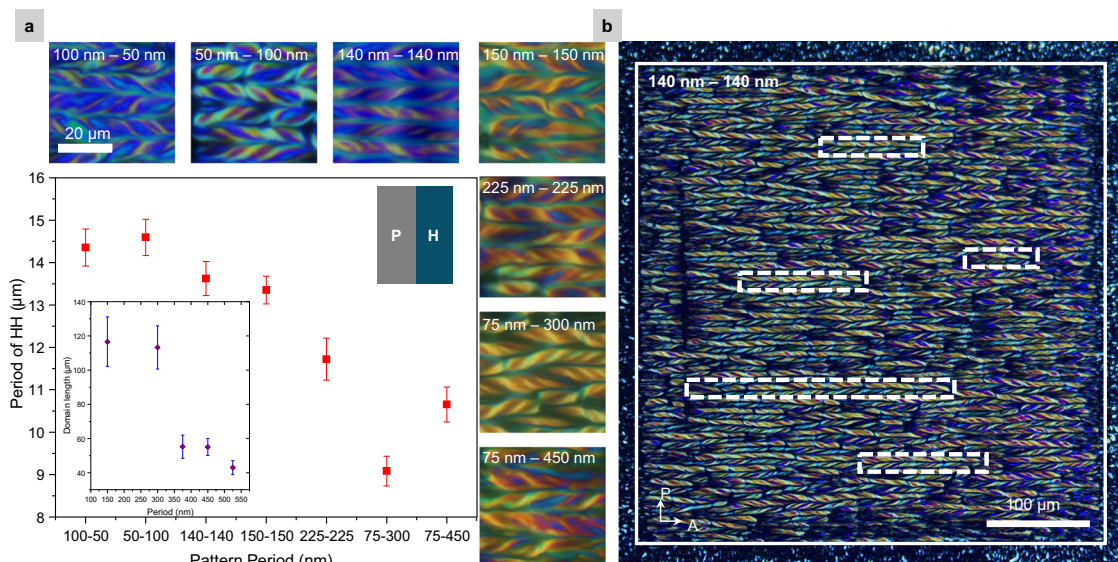 a
b
100 nm – 50 nm
50 nm – 100 nm
140 nm – 140 nm
150 nm – 150 nm
20 µm
225 nm – 225 nm
75 nm – 300 nm
75 nm – 450 nm
Period of HH (µm)
16
15
14
13
12
11
10
9
8
P
H
Domain length (µm)
140
120
100
80
60
40
100
150
200
250
300
350
400
450
500
550
Period (nm)
100-50
50-100
140-140
150-150
225-225
75-300
75-450
Pattern Period (nm)
140 nm – 140 nm
P
A
100 µm